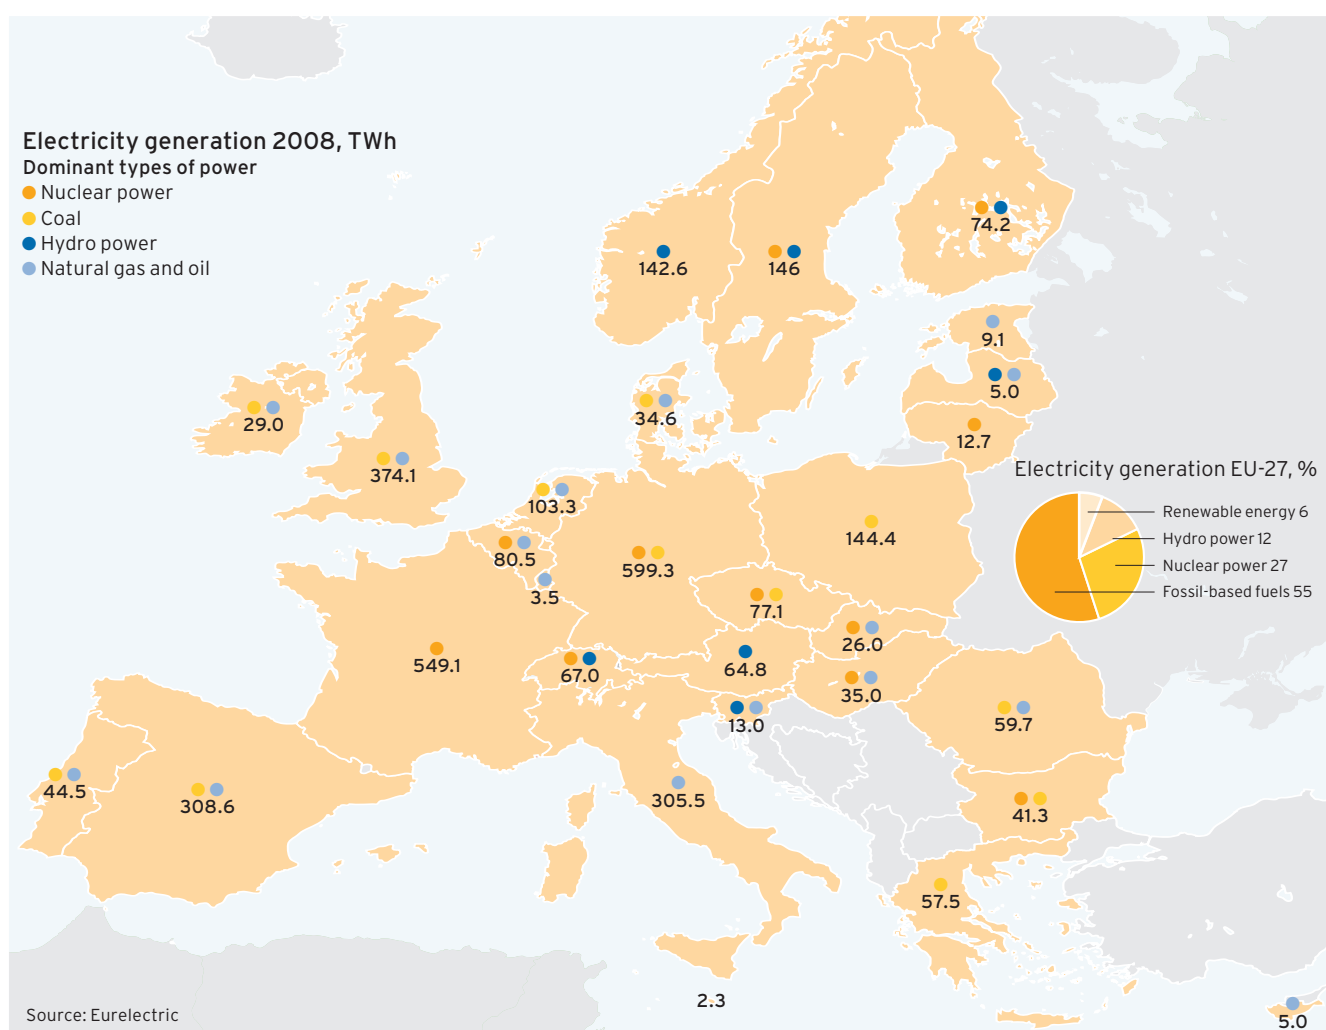 Electricity generation 2008, TWh
Dominant types of power
Nuclear power
Coal
Hydro power
Natural gas and oil
74.2
142.6
146
9.1
5.0
29.0
34.6
12.7
374.1
Electricity generation EU-27, %
103.3
Renewable energy 6
144.4
Hydro power 12
80.5
599.3
Nuclear power 27
3.5
Fossil-based fuels 55
77.1
26.0
549.1
67.0
64.8
35.0
13.0
59.7
44.5
308.6
305.5
41.3
57.5
2.3
Source: Eurelectric
5.0